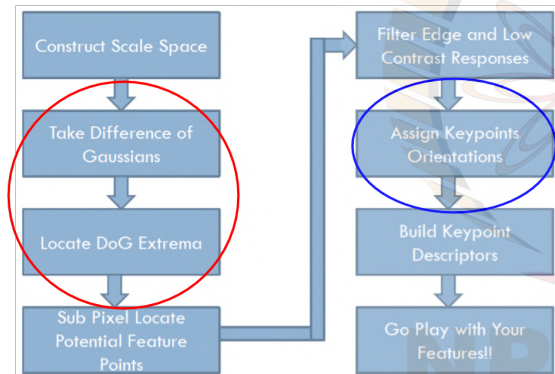 Construct Scale Space
Take Difference of
Gaussians
Locate DoG Extrema
Sub Pixel Locate
Potential Feature
Points
Filter Edge and Low
Contrast Responses
Assign Keypoints
Orientations
Build Keypoint
Descriptors
Go Play with Your
Features!!